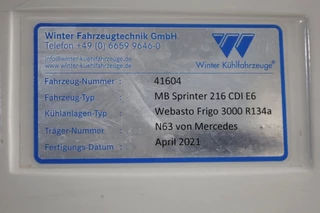 Winter Fahrzeugtechnik GmbH
Telefon +49 (0) 6659 9646-0
info@winter-kuehlfahrzeuge.de
www.winter-kuehlfahrzeuge.de
Winter Kühlfahrzeuge®
Fahrzeug-Nummer : 41604
Fahrzeug-Typ : MB Sprinter 216 CDI E6
Kühlanlagen-Typ : Webasto Frigo 3000 R134a
Träger-Nummer : N63 von Mercedes
Fertigungs-Datum : April 2021